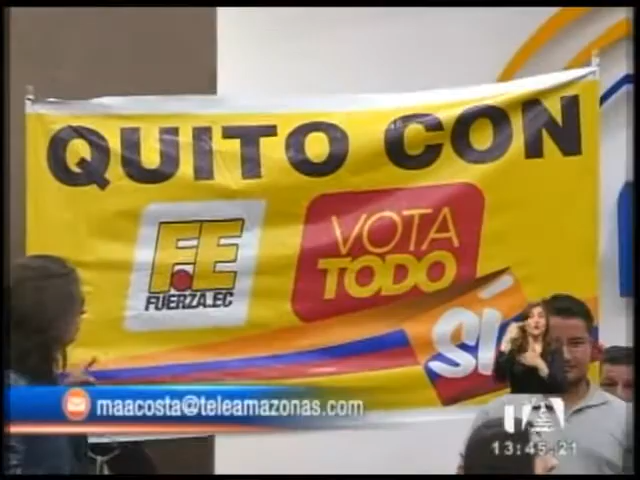 QUITO CON
FE
FUERZA.EC
VOTA
TODO
SÍ
maacosta@teleamazonas.com
13:45:21